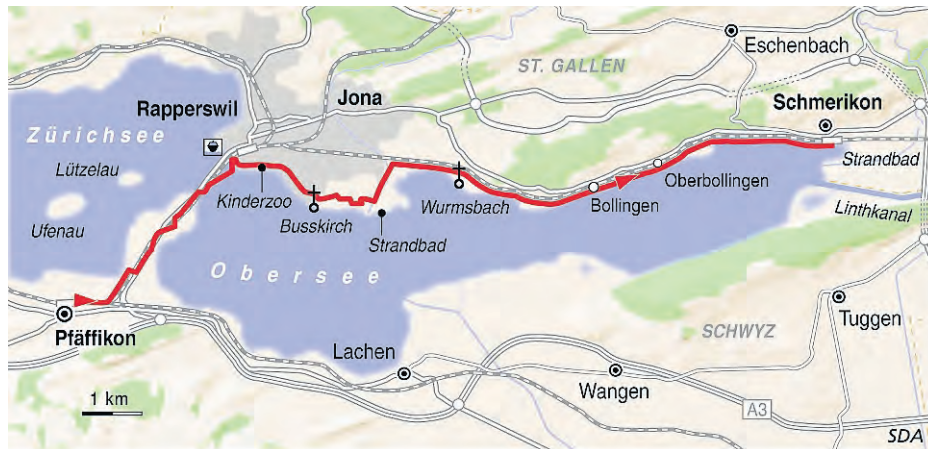 Eschenbach
ST. GALLEN
Rapperswil
Jona
Schmerikon
Zürichsee
Lützelau
Strandbad
Kinderzoo
Oberbollingen
Wurmsbach
Bollingen
Ufenau
Busskirch
Linthkanal
Strandbad
Obersee
Pfäffikon
SCHWYZ
Tuggen
Lachen
Wangen
1 km
A3
SDA